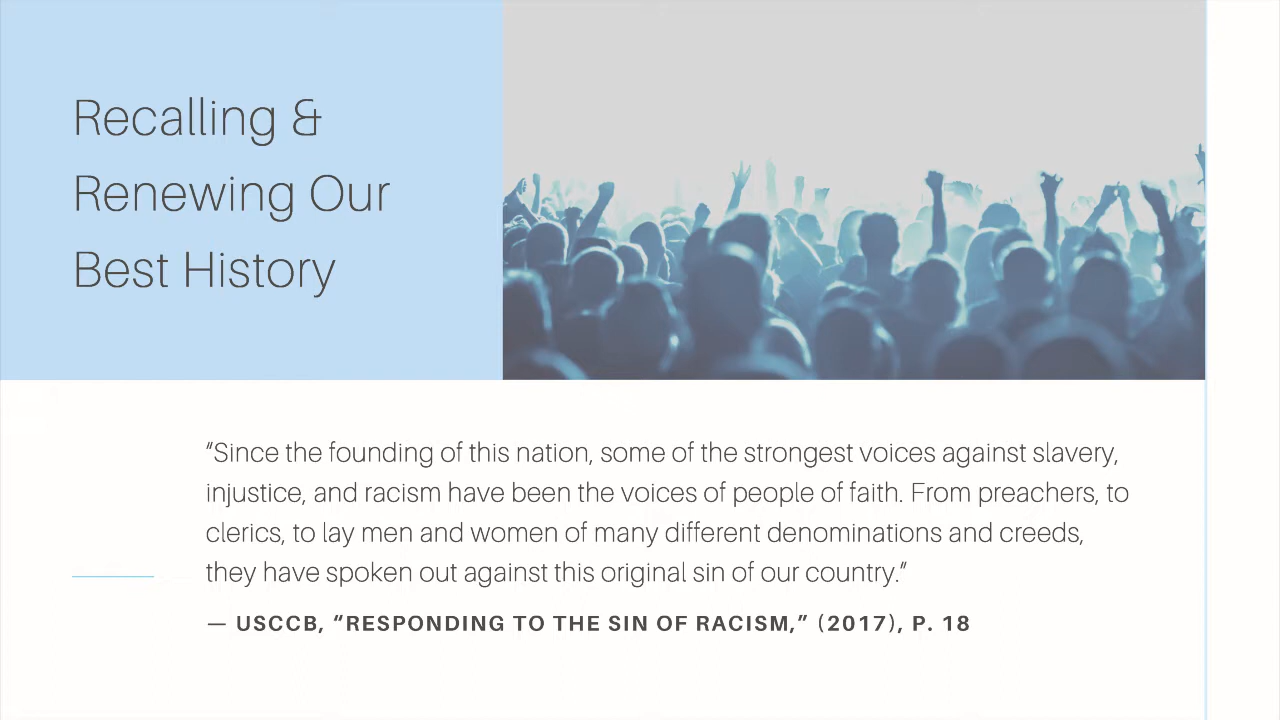 Recalling &
Renewing Our
Best History
"Since the founding of this nation, some of the strongest voices against slavery,
injustice, and racism have been the voices of people of faith. From preachers, to
clerics, to lay men and women of many different denominations and creeds,
they have spoken out against this original sin of our country."
— USCCB, "RESPONDING TO THE SIN OF RACISM," (2017), P. 18